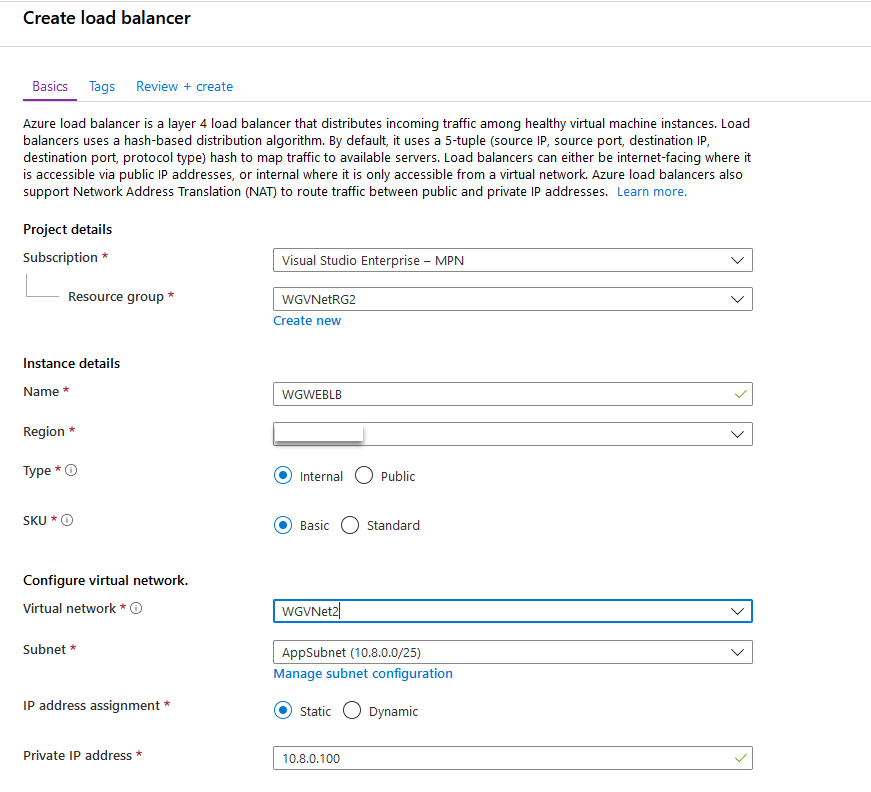 Create load balancer
Basics Tags Review + create
Azure load balancer is a layer 4 load balancer that distributes incoming traffic among healthy virtual machine instances. Load
balancers uses a hash-based distribution algorithm. By default, it uses a 5-tuple (source IP, source port, destination IP,
destination port, protocol type) hash to map traffic to available servers. Load balancers can either be internet-facing where it
is accessible via public IP addresses, or internal where it is only accessible from a virtual network. Azure load balancers also
support Network Address Translation (NAT) to route traffic between public and private IP addresses. Learn more.
Project details
Subscription * Visual Studio Enterprise – MPN
Resource group * WGVNetRG2
Create new
Instance details
Name * WGWEBLB
Region *
Type * Internal Public
SKU * Basic Standard
Configure virtual network.
Virtual network * WGVNet2
Subnet * AppSubnet (10.8.0.0/25)
Manage subnet configuration
IP address assignment * Static Dynamic
Private IP address * 10.8.0.100